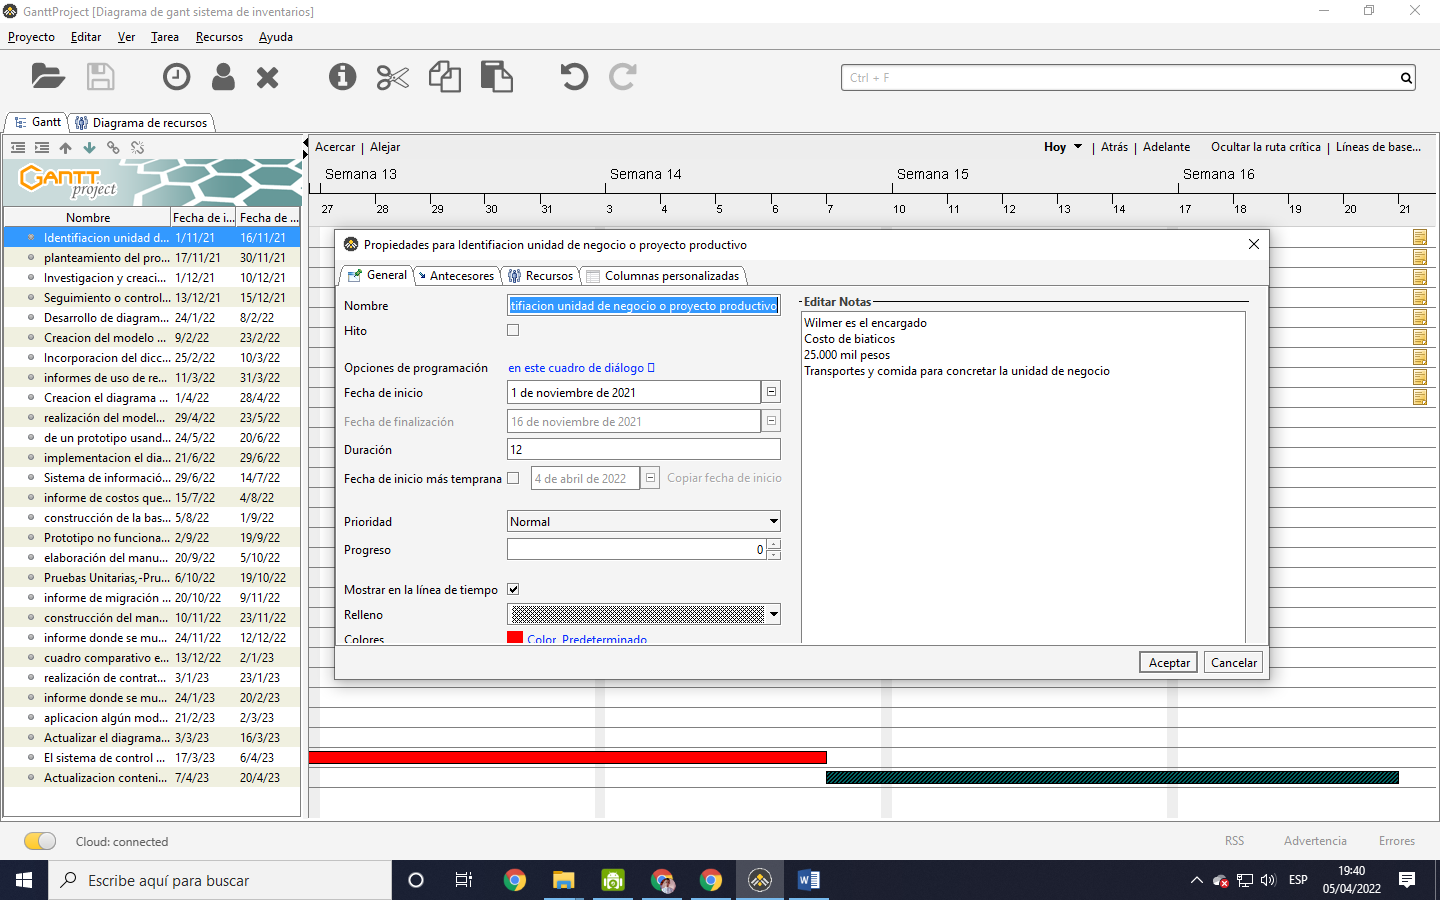 GanttProject [Diagrama de gant sistema de inventarios]
Proyecto Editar Ver Tarea Recursos Ayuda
Ctrl + F
Gantt Diagrama de recursos
Acercar | Alejar Hoy | Atrás | Adelante Ocultar la ruta crítica | Líneas de base...
GANTT project
Semana 13 Semana 14 Semana 15 Semana 16
27 28 29 30 31 3 4 5 6 7 10 11 12 13 14 17 18 19 20 21
Nombre Fecha de i... Fecha de ...
Identifiacion unidad d... 1/11/21 16/11/21
planteamiento del pro... 17/11/21 30/11/21
Investigacion y creaci... 1/12/21 10/12/21
Seguimiento o control... 13/12/21 15/12/21
Desarrollo de diagram... 24/1/22 8/2/22
Creacion del modelo ... 9/2/22 23/2/22
Incorporacion del dicc... 25/2/22 10/3/22
informes de uso de re... 11/3/22 31/3/22
Creacion el diagrama ... 1/4/22 28/4/22
realización del model... 29/4/22 23/5/22
de un prototipo usand... 24/5/22 20/6/22
implementacion el dia... 21/6/22 29/6/22
Sistema de informació... 29/6/22 14/7/22
informe de costos que... 15/7/22 4/8/22
construcción de la bas... 5/8/22 1/9/22
Prototipo no funciona... 2/9/22 19/9/22
elaboración del manu... 20/9/22 5/10/22
Pruebas Unitarias,-Pru... 6/10/22 19/10/22
informe de migración ... 20/10/22 9/11/22
construcción del man... 10/11/22 23/11/22
informe donde se mu... 24/11/22 12/12/22
cuadro comparativo e... 13/12/22 2/1/23
realización de contrat... 3/1/23 23/1/23
informe donde se mu... 24/1/23 20/2/23
aplicacion algún mod... 21/2/23 2/3/23
Actualizar el diagrama... 3/3/23 16/3/23
El sistema de control ... 17/3/23 6/4/23
Actualizacion conteni... 7/4/23 20/4/23
Propiedades para Identifiacion unidad de negocio o proyecto productivo
General Antecesores Recursos Columnas personalizadas
Nombre tifiacion unidad de negocio o proyecto productivo
Hito
Opciones de programación en este cuadro de diálogo
Fecha de inicio 1 de noviembre de 2021
Fecha de finalización 16 de noviembre de 2021
Duración 12
Fecha de inicio más temprana 4 de abril de 2022 Copiar fecha de inicio
Prioridad Normal
Progreso 0
Mostrar en la línea de tiempo
Relleno
Colores Color Predeterminado
Editar Notas
Wilmer es el encargado
Costo de biaticos
25.000 mil pesos
Transportes y comida para concretar la unidad de negocio
Aceptar Cancelar
Cloud: connected RSS Advertencia Errores
Escribe aquí para buscar
ESP 19:40
05/04/2022